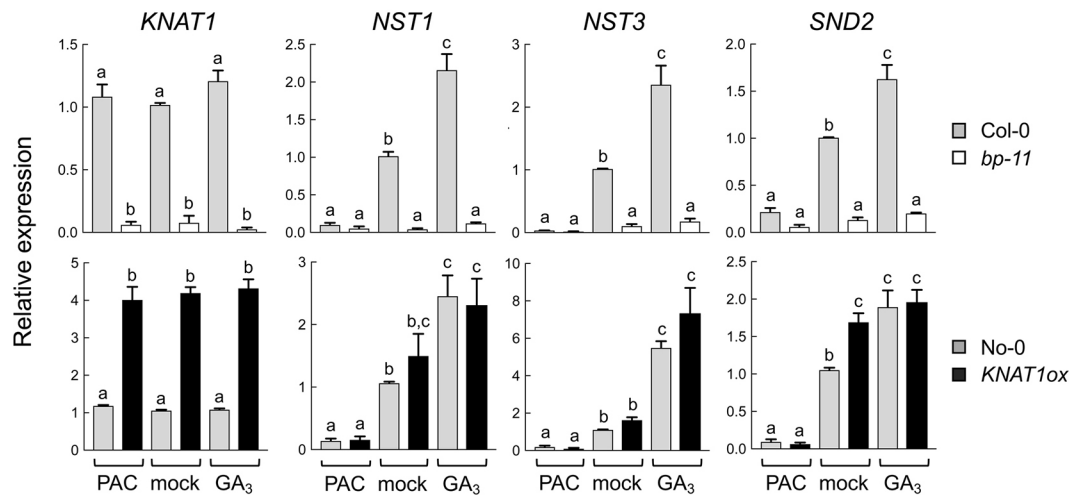 KNAT1 NST1 NST3 SND2
Relative expression
1.5 1.0 0.5 0.0
a b a b a b
2.5 2.0 1.5 1.0 0.5 0.0
a a b a c a
3 2 1 0
a a b a c a
2.0 1.5 1.0 0.5 0.0
a a b a c a
Col-0
bp-11
5 4 3 2 1 0
a b a b a b
3 2 1 0
a a b b,c c c
10 8 6 4 2 0
a a b b c c
2.5 2.0 1.5 1.0 0.5 0.0
a a b c c c
No-0
KNAT1ox
PAC mock GA3 PAC mock GA3 PAC mock GA3 PAC mock GA3